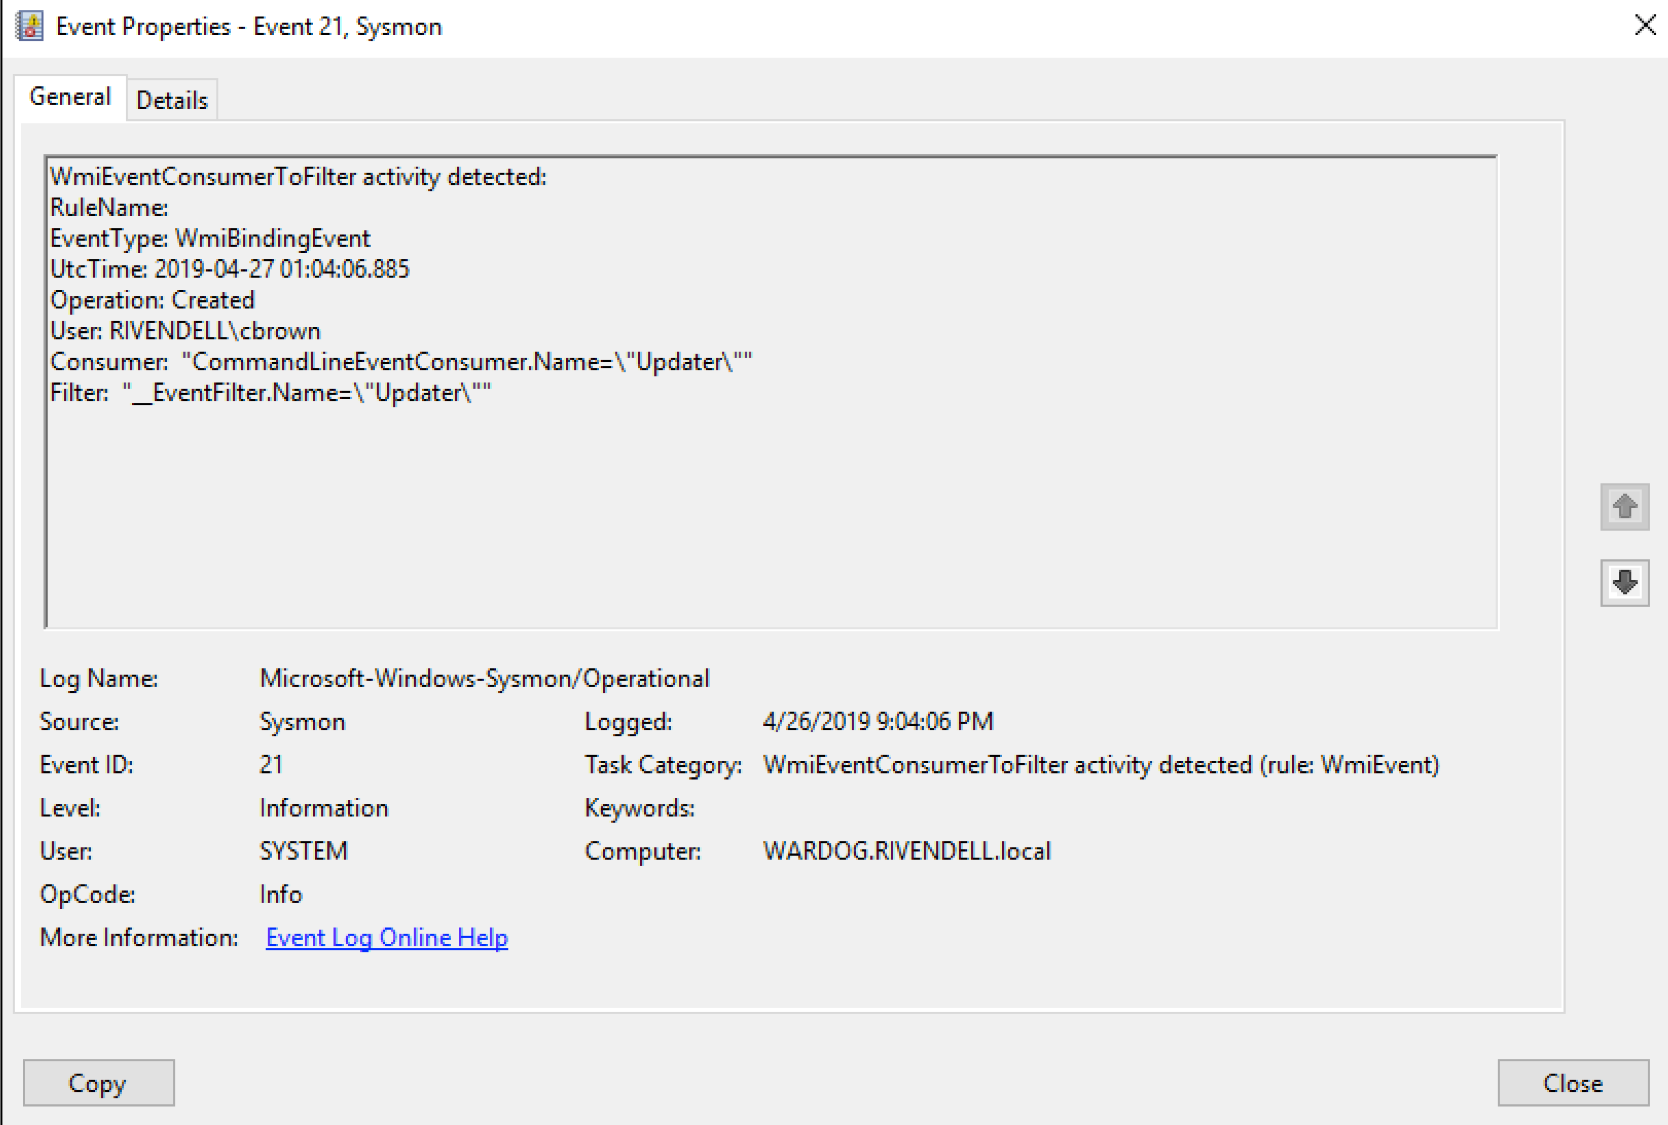 Event Properties - Event 21, Sysmon
General
Details
WmiEventConsumerToFilter activity detected:
RuleName:
EventType: WmiBindingEvent
UtcTime: 2019-04-27 01:04:06.885
Operation: Created
User: RIVENDELL\cbrown
Consumer:  "CommandLineEventConsumer.Name=\"Updater\""
Filter:  "__EventFilter.Name=\"Updater\""
Log Name: Microsoft-Windows-Sysmon/Operational
Source: Sysmon Logged: 4/26/2019 9:04:06 PM
Event ID: 21 Task Category: WmiEventConsumerToFilter activity detected (rule: WmiEvent)
Level: Information Keywords:
User: SYSTEM Computer: WARDOG.RIVENDELL.local
OpCode: Info
More Information: Event Log Online Help
Copy
Close